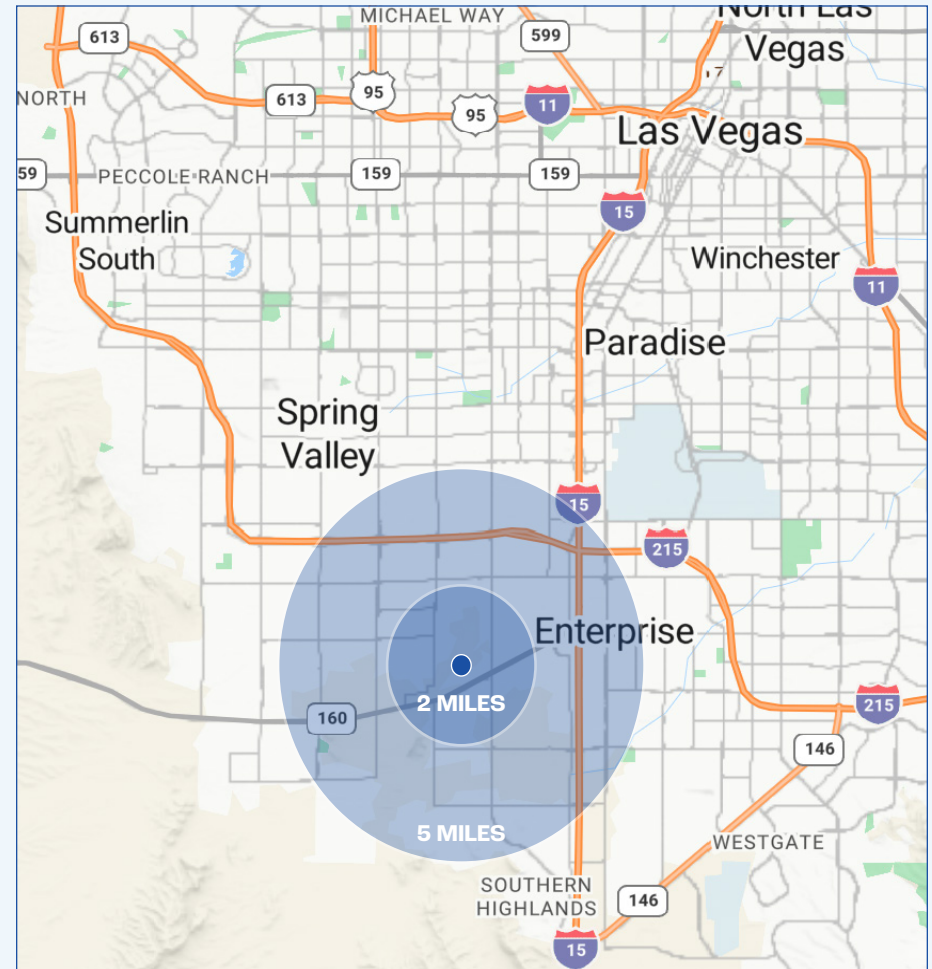 MICHAEL WAY
North Las
Vegas
613
599
NORTH
613
95
95
11
Las Vegas
59
PECCOLE RANCH
159
159
15
Summerlin
South
Winchester
11
Paradise
Spring
Valley
15
215
Enterprise
2 MILES
160
215
146
5 MILES
WESTGATE
SOUTHERN
HIGHLANDS
146
15